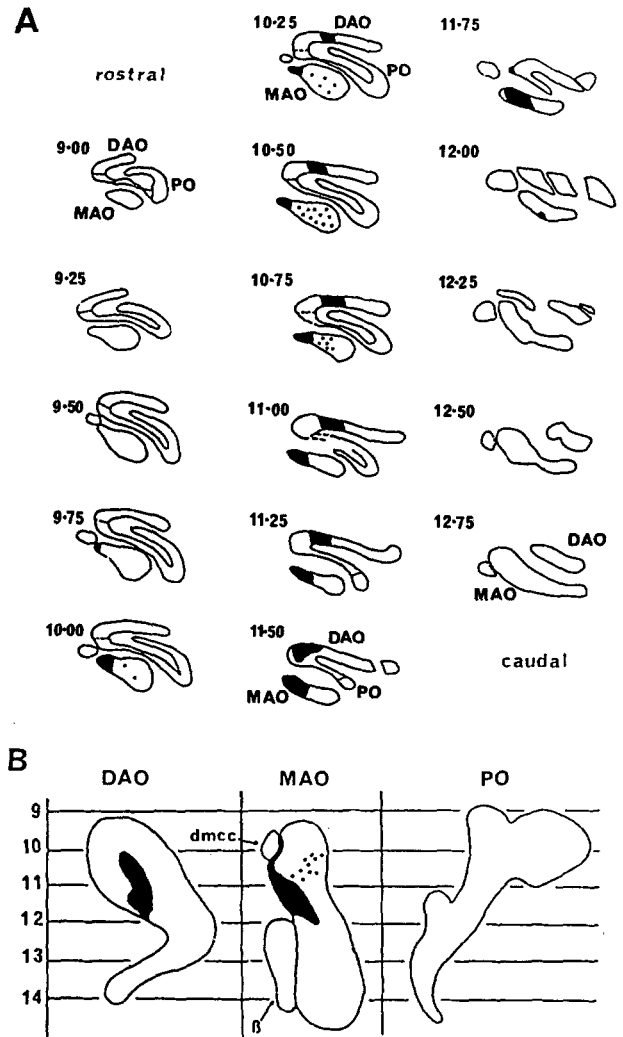 A
rostral
9·00 DAO
PO
MAO
9·25
9·50
9·75
10·00
10·25 DAO
PO
MAO
10·50
10·75
11·00
11·25
11·50 DAO
MAO PO
11·75
12·00
12·25
12·50
12·75
DAO
MAO
caudal
B
DAO MAO PO
9
dmcc
10
11
12
13
14
β